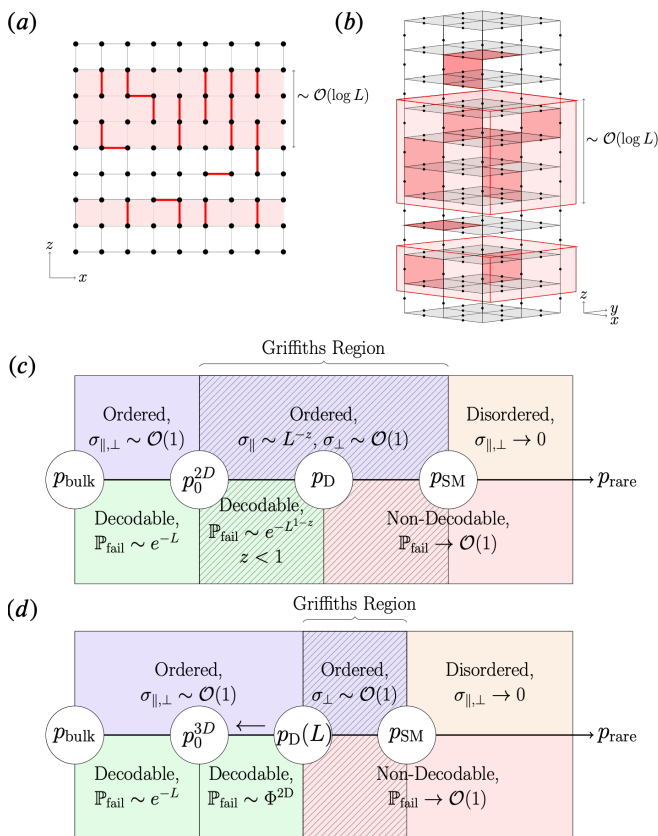 (a)
(b)
∼ 𝒪(log L)
∼ 𝒪(log L)
z
x
z
y
x
Griffiths Region
(c)
Ordered,
σ∥,⊥ ∼ 𝒪(1)
Ordered,
σ∥ ∼ L^{−z}, σ⊥ ∼ 𝒪(1)
Disordered,
σ∥,⊥ → 0
p_bulk
p_0^{2D}
p_D
p_SM
p_rare
Decodable,
ℙ_fail ∼ e^{−L}
Decodable,
ℙ_fail ∼ e^{−L^{1−z}}
z < 1
Non-Decodable,
ℙ_fail → 𝒪(1)
Griffiths Region
(d)
Ordered,
σ∥,⊥ ∼ 𝒪(1)
Ordered,
σ⊥ ∼ 𝒪(1)
Disordered,
σ∥,⊥ → 0
p_bulk
p_0^{3D}
←
p_D(L)
p_SM
p_rare
Decodable,
ℙ_fail ∼ e^{−L}
Decodable,
ℙ_fail ∼ Φ^{2D}
Non-Decodable,
ℙ_fail → 𝒪(1)